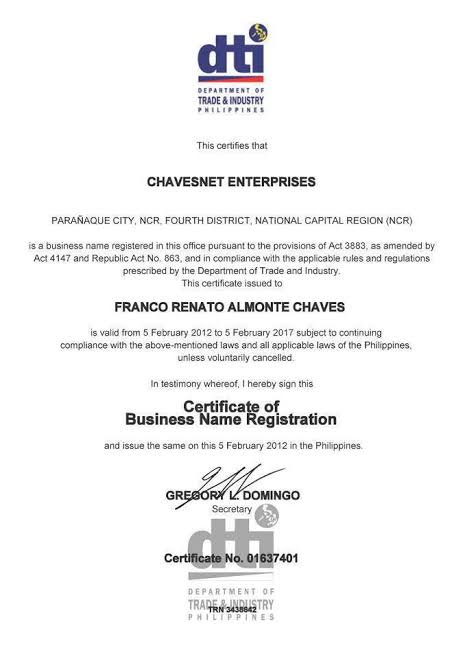 dti
DEPARTMENT OF
TRADE & INDUSTRY
PHILIPPINES
This certifies that
CHAVESNET ENTERPRISES
PARAÑAQUE CITY, NCR, FOURTH DISTRICT, NATIONAL CAPITAL REGION (NCR)
is a business name registered in this office pursuant to the provisions of Act 3883, as amended by
Act 4147 and Republic Act No. 863, and in compliance with the applicable rules and regulations
prescribed by the Department of Trade and Industry.
This certificate issued to
FRANCO RENATO ALMONTE CHAVES
is valid from 5 February 2012 to 5 February 2017 subject to continuing
compliance with the above-mentioned laws and all applicable laws of the Philippines,
unless voluntarily cancelled.
In testimony whereof, I hereby sign this
Certificate of
Business Name Registration
and issue the same on this 5 February 2012 in the Philippines.
GREGORY L. DOMINGO
Secretary
dti
Certificate No. 01637401
DEPARTMENT OF
TRADE & INDUSTRY
TRN 3438642
PHILIPPINES